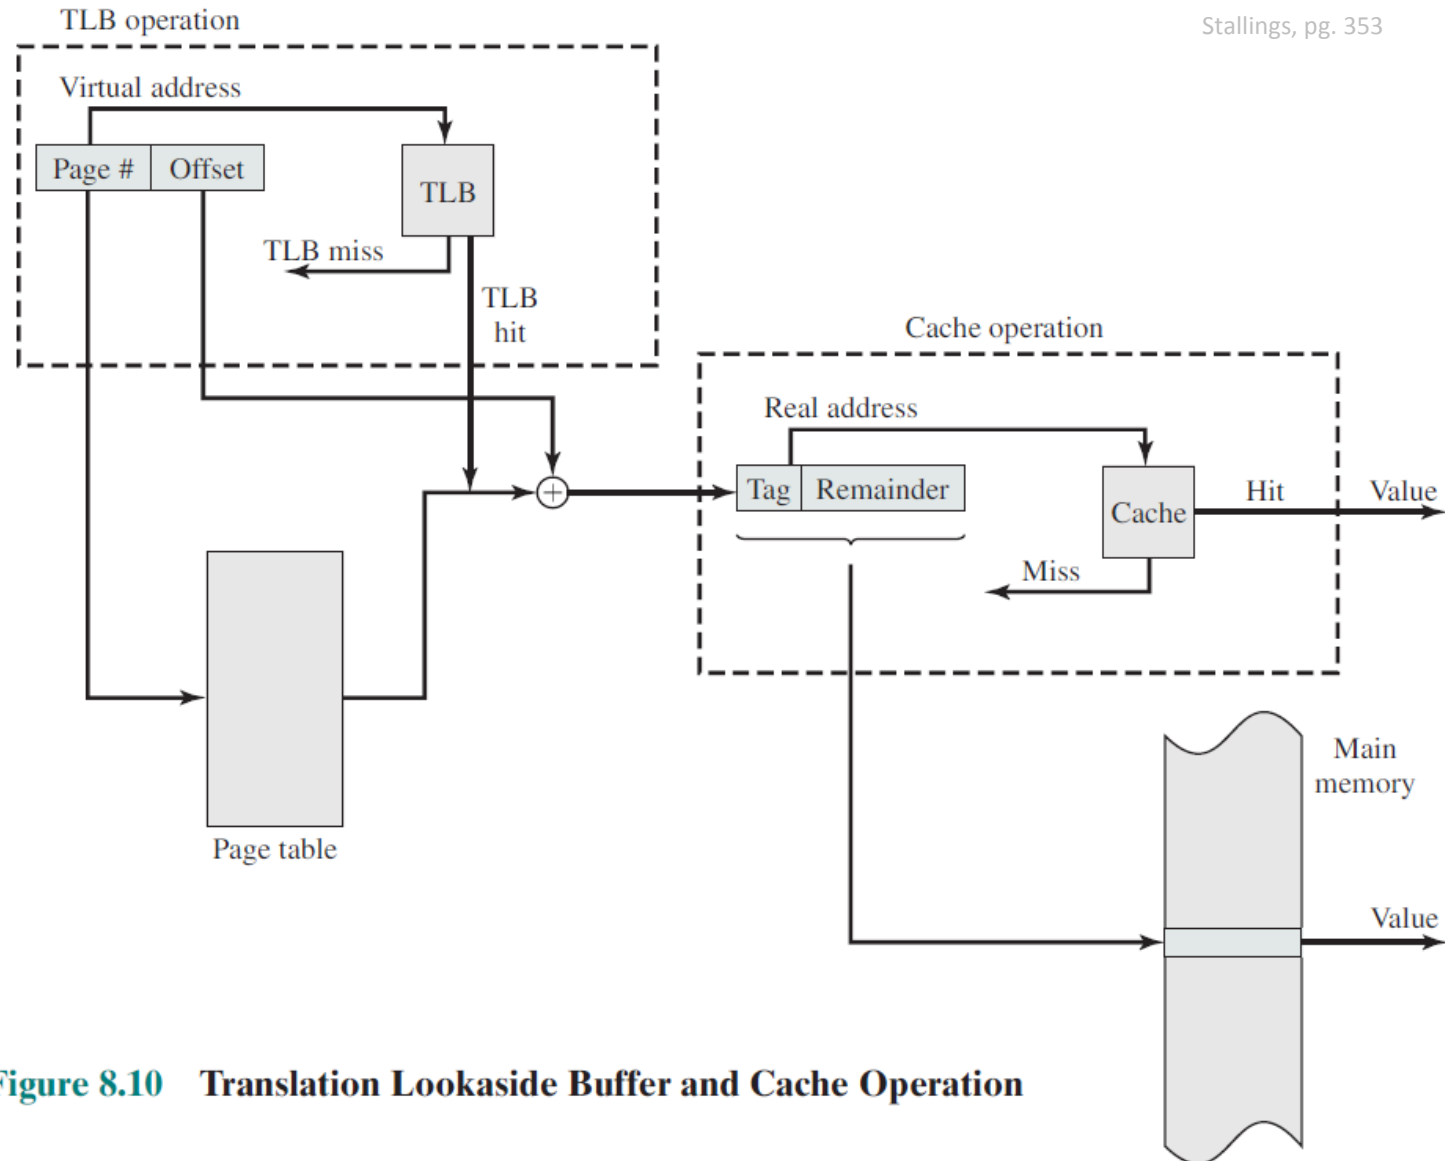 TLB operation
Stallings, pg. 353
Virtual address
Page # Offset
TLB
TLB miss
TLB
hit
Cache operation
Real address
Tag Remainder
Cache
Hit
Value
Miss
Page table
Main
memory
Value
Figure 8.10 Translation Lookaside Buffer and Cache Operation